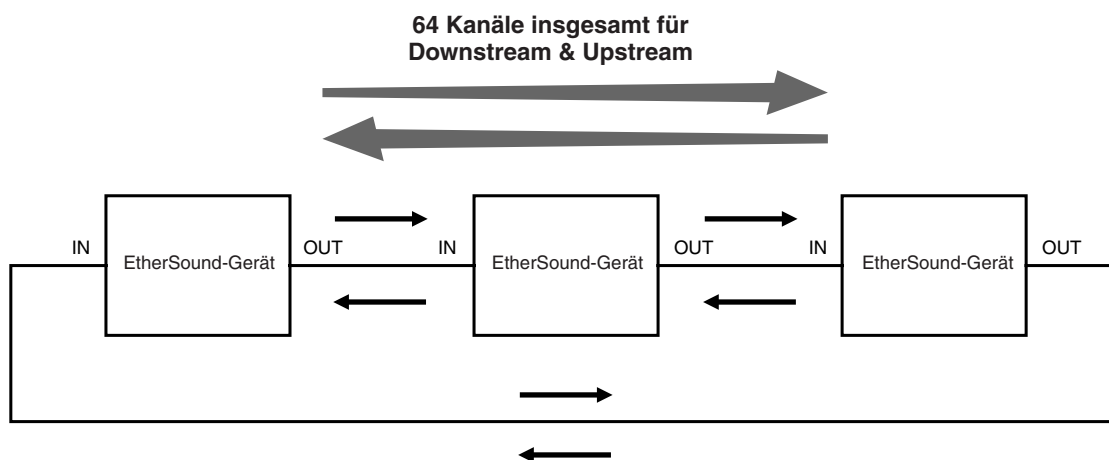 64 Kanäle insgesamt für
Downstream & Upstream
IN
EtherSound-Gerät
OUT
IN
EtherSound-Gerät
OUT
IN
EtherSound-Gerät
OUT